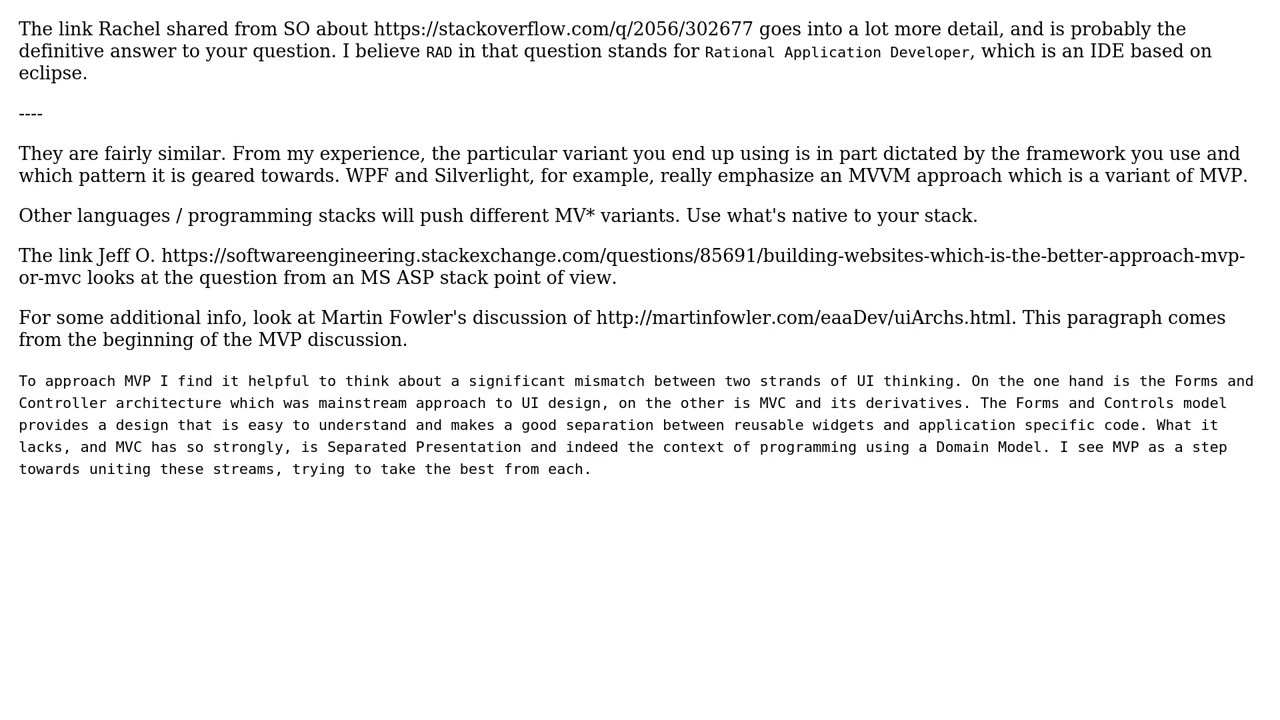 The link Rachel shared from SO about https://stackoverflow.com/q/2056/302677 goes into a lot more detail, and is probably the
definitive answer to your question. I believe RAD in that question stands for Rational Application Developer, which is an IDE based on
eclipse.
----
They are fairly similar. From my experience, the particular variant you end up using is in part dictated by the framework you use and
which pattern it is geared towards. WPF and Silverlight, for example, really emphasize an MVVM approach which is a variant of MVP.
Other languages / programming stacks will push different MV* variants. Use what's native to your stack.
The link Jeff O. https://softwareengineering.stackexchange.com/questions/85691/building-websites-which-is-the-better-approach-mvp-
or-mvc looks at the question from an MS ASP stack point of view.
For some additional info, look at Martin Fowler's discussion of http://martinfowler.com/eaaDev/uiArchs.html. This paragraph comes
from the beginning of the MVP discussion.
To approach MVP I find it helpful to think about a significant mismatch between two strands of UI thinking. On the one hand is the Forms and
Controller architecture which was mainstream approach to UI design, on the other is MVC and its derivatives. The Forms and Controls model
provides a design that is easy to understand and makes a good separation between reusable widgets and application specific code. What it
lacks, and MVC has so strongly, is Separated Presentation and indeed the context of programming using a Domain Model. I see MVP as a step
towards uniting these streams, trying to take the best from each.